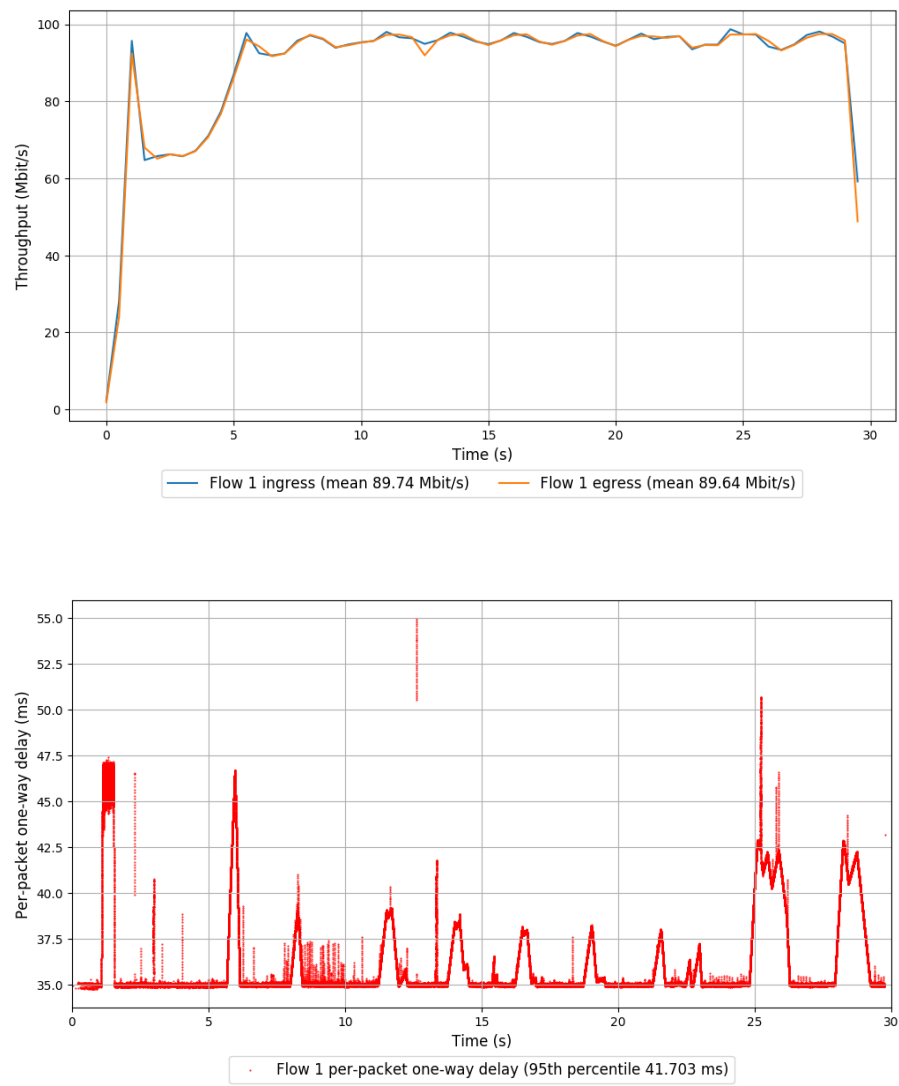 100
80
60
40
20
0
Throughput (Mbit/s)
0 5 10 15 20 25 30
Time (s)
Flow 1 ingress (mean 89.74 Mbit/s) Flow 1 egress (mean 89.64 Mbit/s)
55.0
52.5
50.0
47.5
45.0
42.5
40.0
37.5
35.0
Per-packet one-way delay (ms)
0 5 10 15 20 25 30
Time (s)
Flow 1 per-packet one-way delay (95th percentile 41.703 ms)